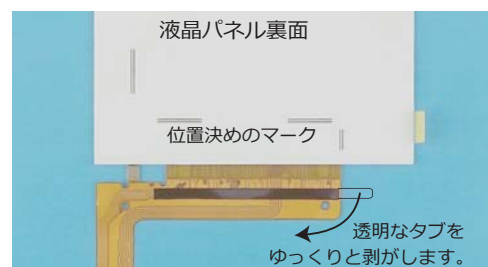 液晶パネル裏面
位置決めのマーク
透明なタブを
ゆっくりと剥がします。